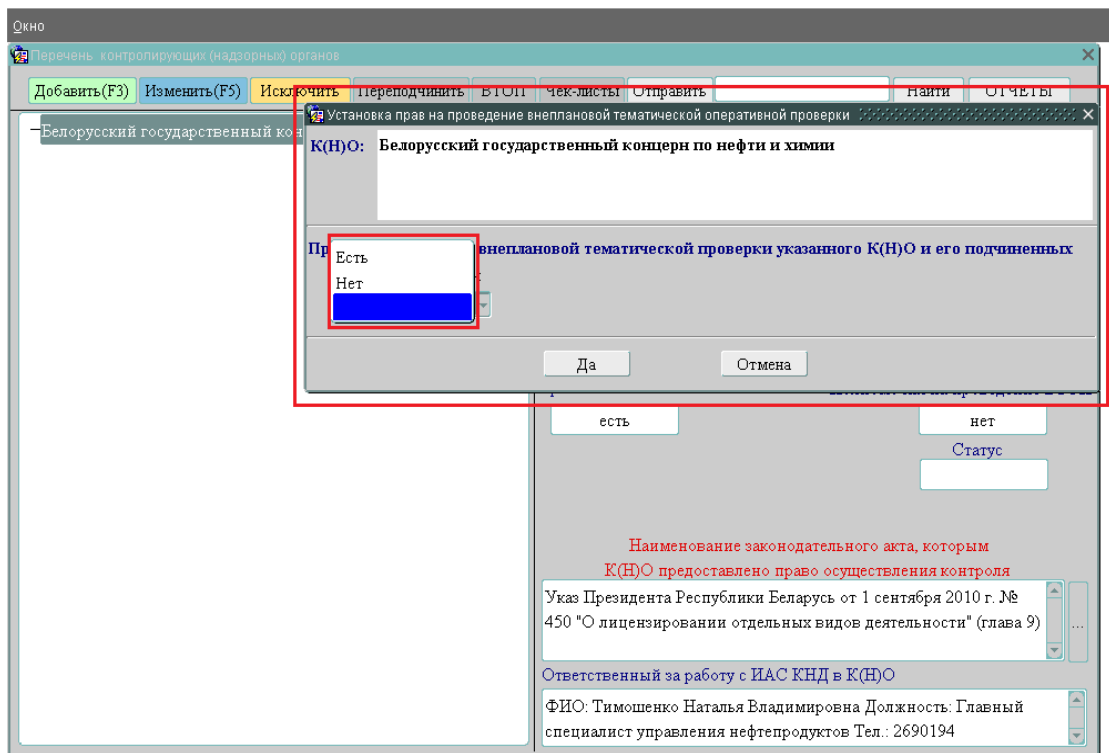 Окно
Перечень контролирующих (надзорных) органов
Добавить(F3) Изменить(F5) Исключить Переподчинить ВТОП Чек-листы Отправить Найти ОТЧЕТЫ
Белорусский государственный кон
Установка прав на проведение внеплановой тематической оперативной проверки
К(Н)О: Белорусский государственный концерн по нефти и химии
Пр внеплановой тематической проверки указанного К(Н)О и его подчиненных
Есть
Нет
Да Отмена
есть нет
Статус
Наименование законодательного акта, которым
К(Н)О предоставлено право осуществления контроля
Указ Президента Республики Беларусь от 1 сентября 2010 г. №
450 "О лицензировании отдельных видов деятельности" (глава 9)
...
Ответственный за работу с ИАС КНД в К(Н)О
ФИО: Тимошенко Наталья Владимировна Должность: Главный
специалист управления нефтепродуктов Тел.: 2690194